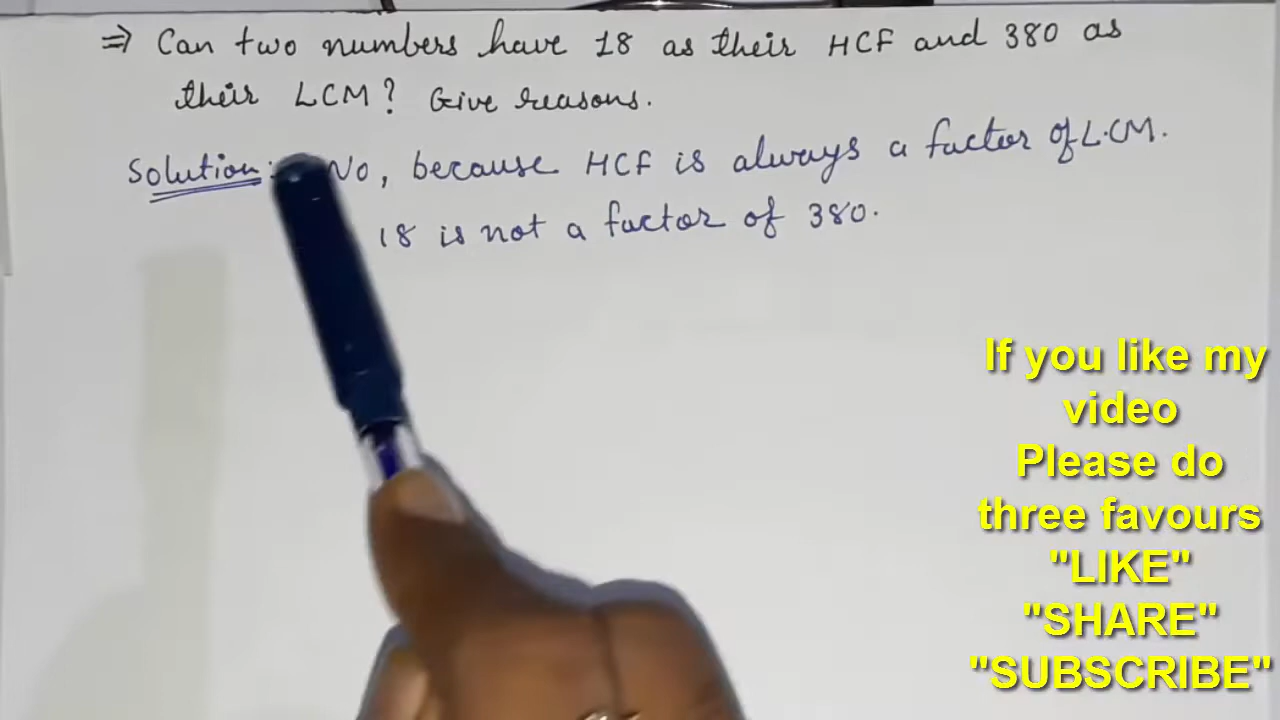 ⇒ Can two numbers have 18 as their HCF and 380 as
their LCM? Give reasons.
Solution: No, because HCF is always a factor of L.C.M.
18 is not a factor of 380.
If you like my
video
Please do
three favours
"LIKE"
"SHARE"
"SUBSCRIBE"